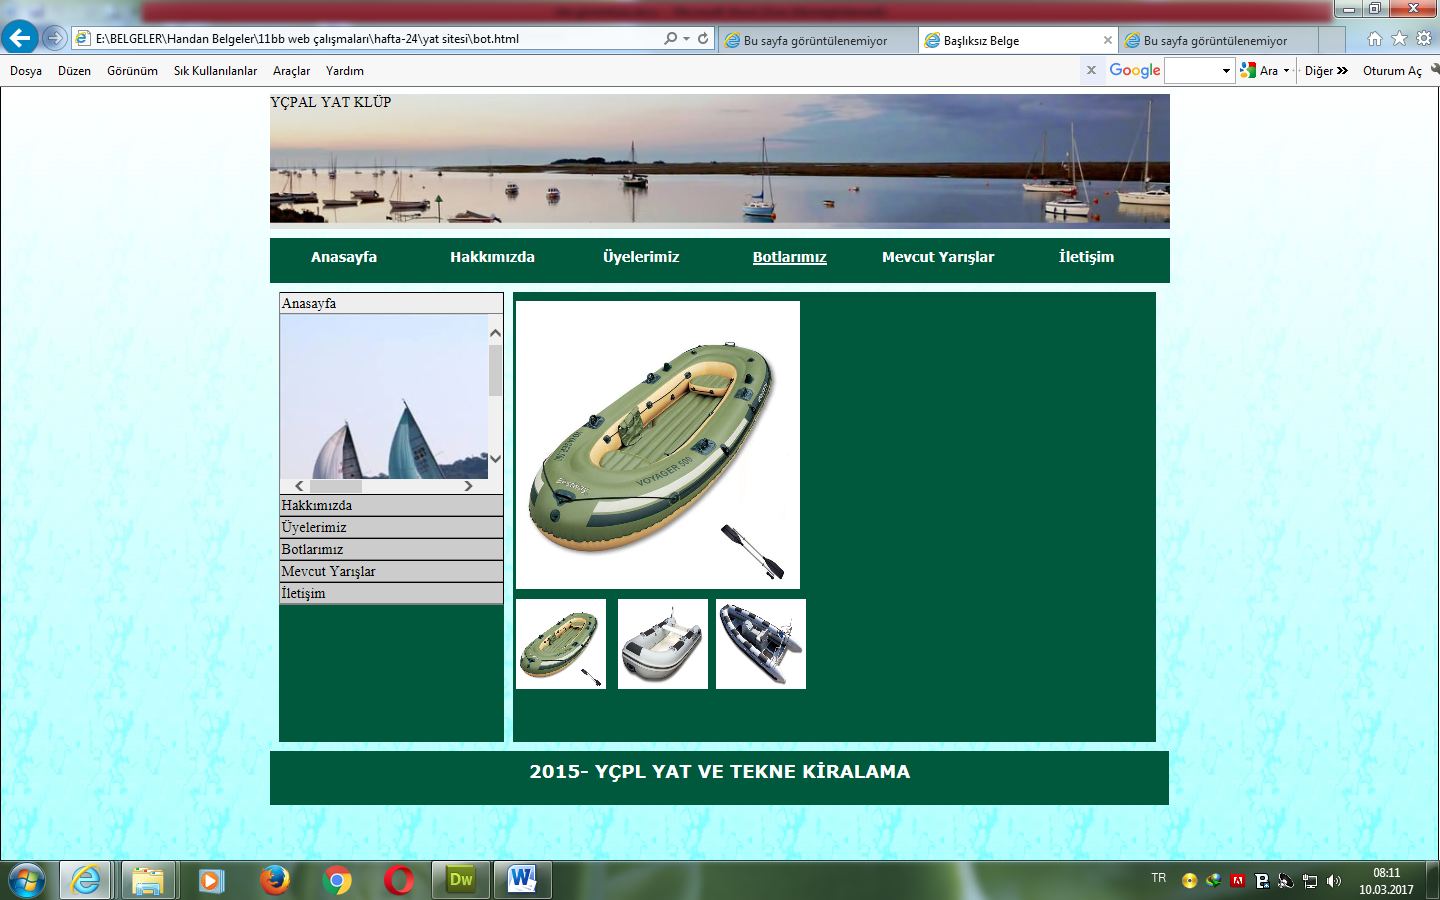 E:\BELGELER\Handan Belgeler\11bb web çalışmaları\hafta-24\yat sitesi\bot.html
Bu sayfa görüntülenemiyor
Başlıksız Belge
Bu sayfa görüntülenemiyor
Dosya Düzen Görünüm Sık Kullanılanlar Araçlar Yardım
x Google Ara Diğer Oturum Aç
YÇPAL YAT KLÜP
Anasayfa Hakkımızda Üyelerimiz Botlarımız Mevcut Yarışlar İletişim
Anasayfa
Hakkımızda
Üyelerimiz
Botlarımız
Mevcut Yarışlar
İletişim
Bestway
VOYAGER 500
2015- YÇPL YAT VE TEKNE KİRALAMA
Dw
W
TR
08:11
10.03.2017